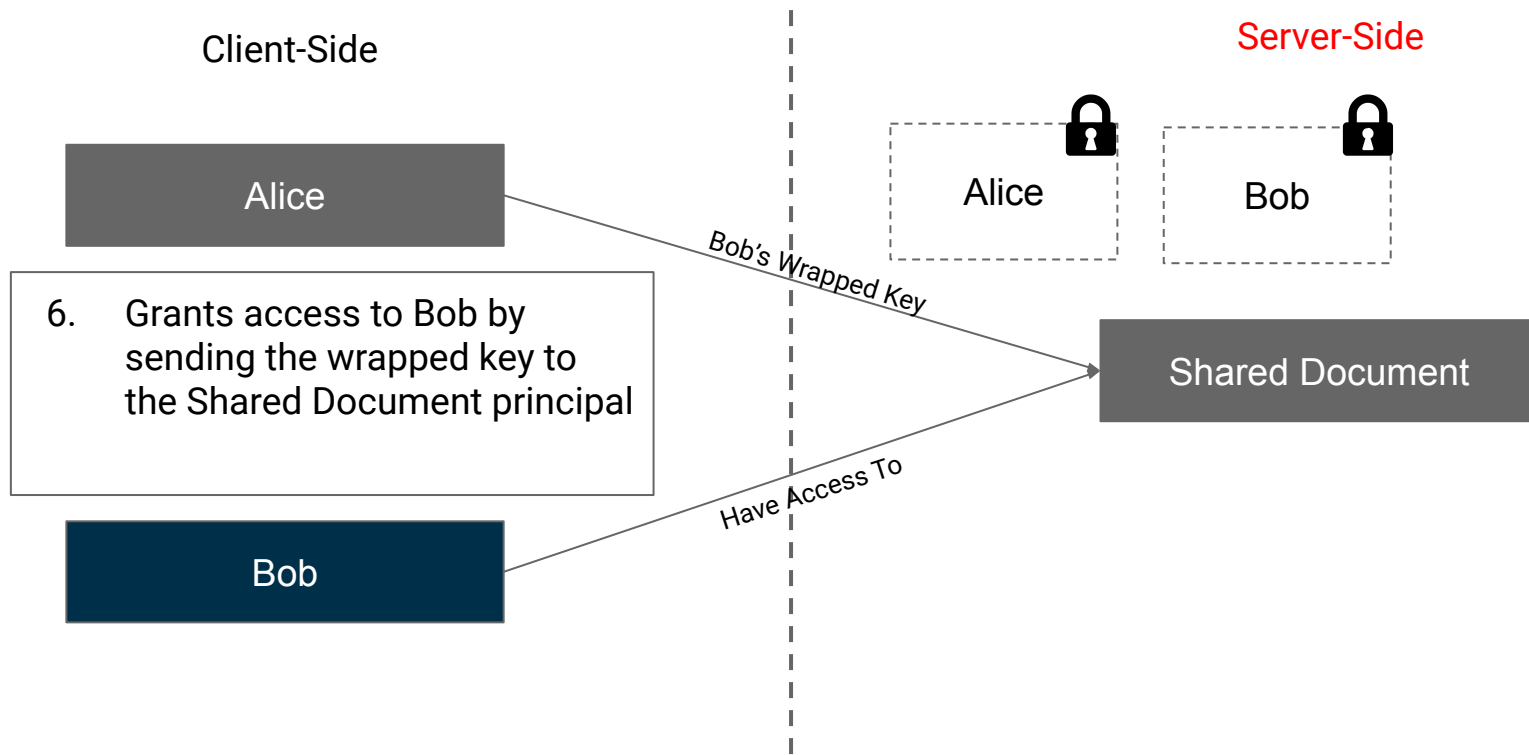 Client-Side
Server-Side
Alice
Alice
Bob
Bob’s Wrapped Key
6. Grants access to Bob by
sending the wrapped key to
the Shared Document principal
Shared Document
Have Access To
Bob